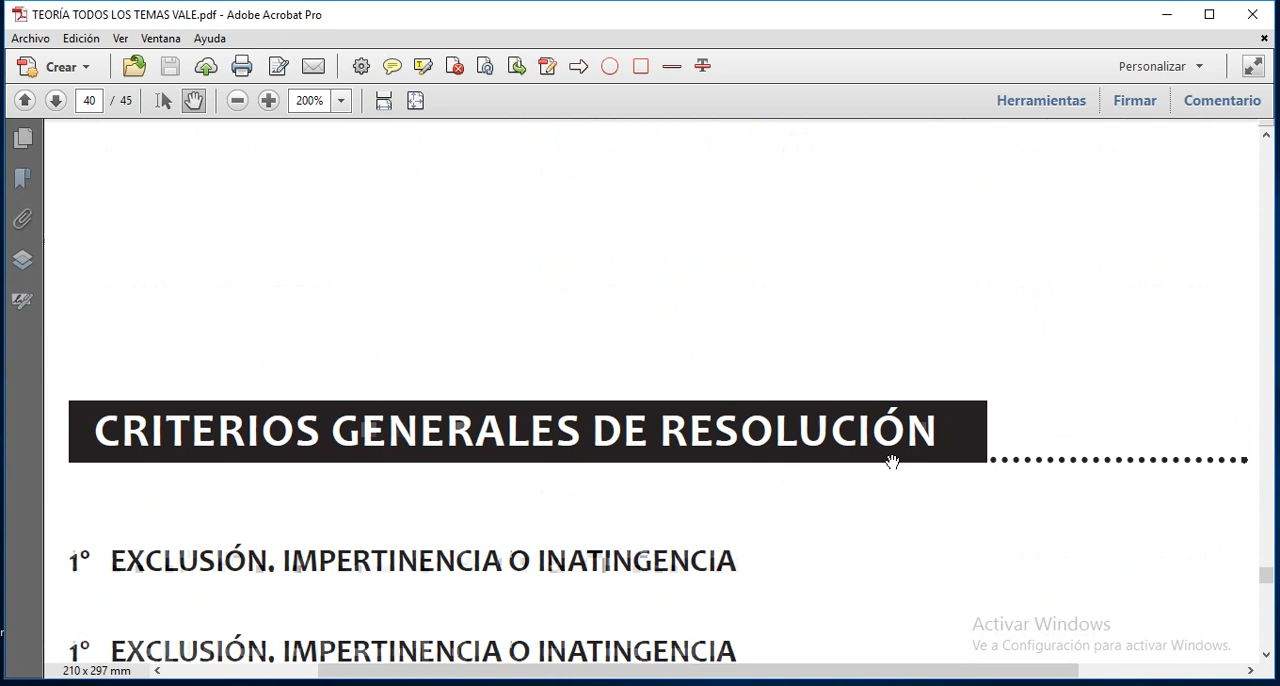 TEORÍA TODOS LOS TEMAS VALE.pdf - Adobe Acrobat Pro
Archivo Edición Ver Ventana Ayuda
Crear Personalizar
40 / 45 200% Herramientas Firmar Comentario
CRITERIOS GENERALES DE RESOLUCIÓN
1° EXCLUSIÓN, IMPERTINENCIA O INATINGENCIA
Activar Windows
Ve a Configuración para activar Windows.
1° EXCLUSIÓN, IMPERTINENCIA O INATINGENCIA
210 x 297 mm